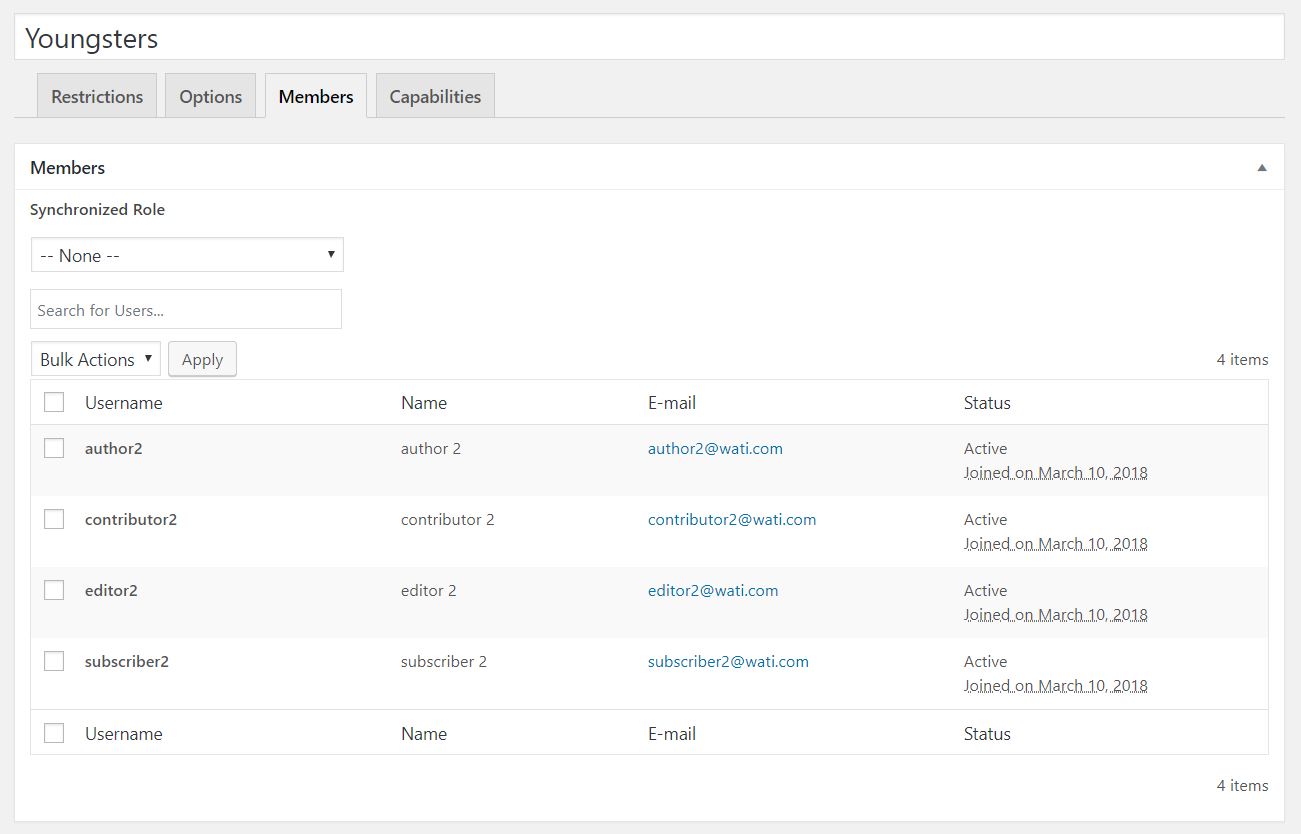 Youngsters
Restrictions Options Members Capabilities
Members
Synchronized Role
-- None --
Search for Users...
Bulk Actions Apply 4 items
Username Name E-mail Status
author2 author 2 author2@wati.com Active
Joined on March 10, 2018
contributor2 contributor 2 contributor2@wati.com Active
Joined on March 10, 2018
editor2 editor 2 editor2@wati.com Active
Joined on March 10, 2018
subscriber2 subscriber 2 subscriber2@wati.com Active
Joined on March 10, 2018
Username Name E-mail Status
4 items